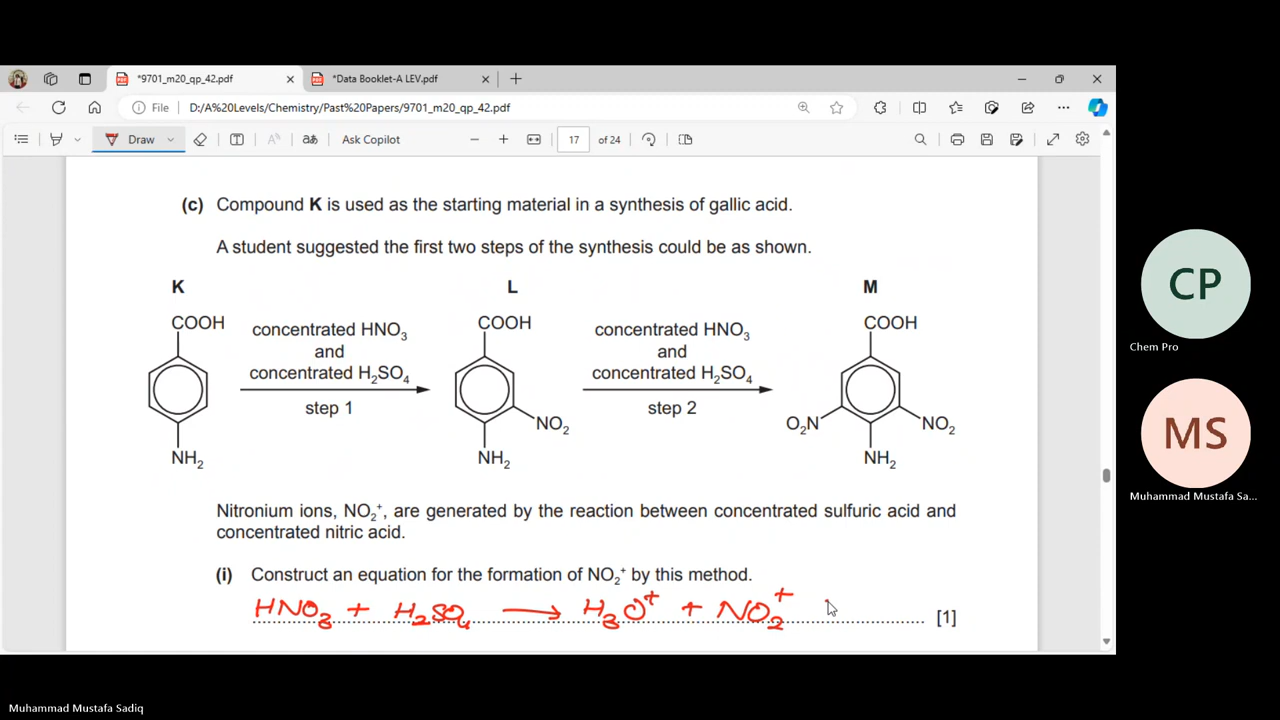 *9701_m20_qp_42.pdf
*Data Booklet-A LEV.pdf
File
D:/A%20Levels/Chemistry/Past%20Papers/9701_m20_qp_42.pdf
Draw
Ask Copilot
17 of 24
(c) Compound K is used as the starting material in a synthesis of gallic acid.
A student suggested the first two steps of the synthesis could be as shown.
K L M
COOH COOH COOH
concentrated HNO3 concentrated HNO3
and and
concentrated H2SO4 concentrated H2SO4
step 1 step 2
NO2 O2N NO2
NH2 NH2 NH2
Nitronium ions, NO2+, are generated by the reaction between concentrated sulfuric acid and
concentrated nitric acid.
(i) Construct an equation for the formation of NO2+ by this method.
HNO3 + H2SO4 → H3O+ + NO2+
[1]
CP
Chem Pro
MS
Muhammad Mustafa Sa...
Muhammad Mustafa Sadiq